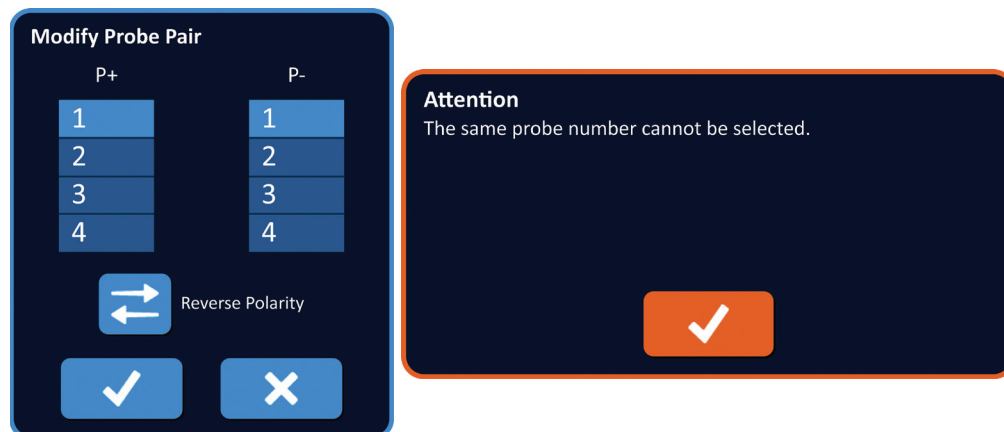 Modify Probe Pair
P+ P-
1 1
2 2
3 3
4 4
Reverse Polarity
Attention
The same probe number cannot be selected.